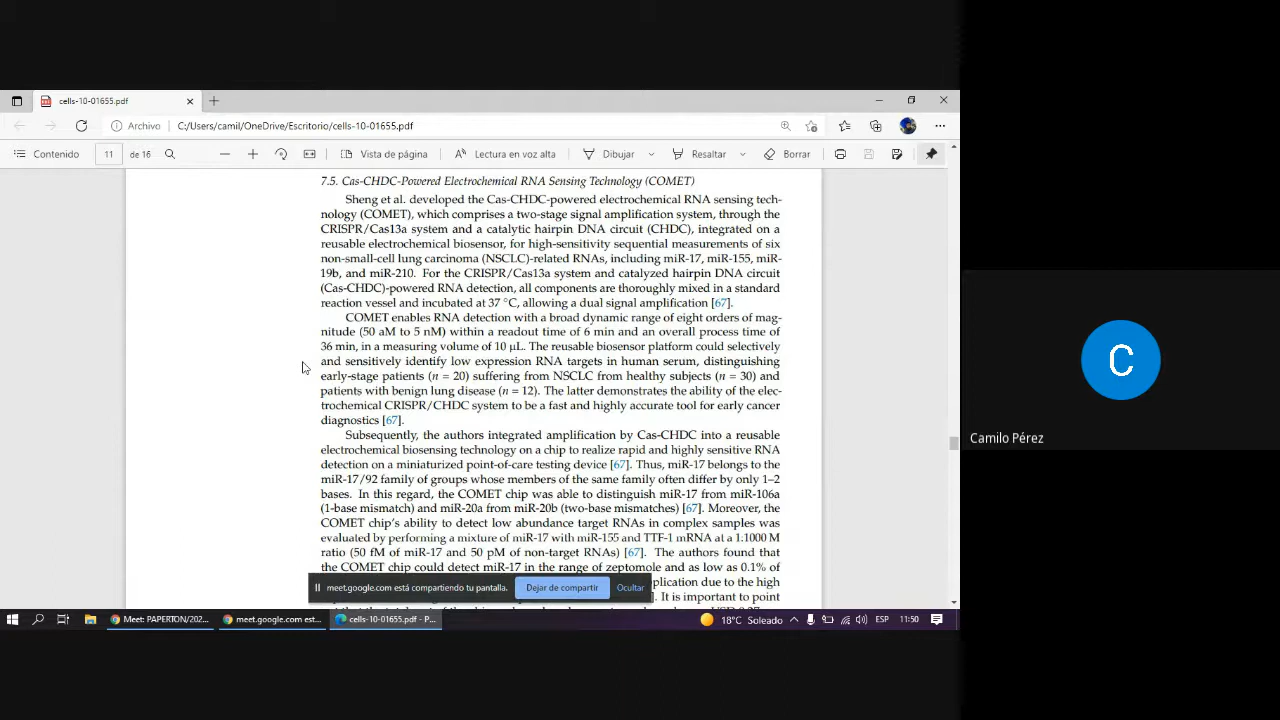 cells-10-01655.pdf
Archivo C:/Users/camil/OneDrive/Escritorio/cells-10-01655.pdf
Contenido 11 de 16 Vista de página Lectura en voz alta Dibujar Resaltar Borrar
7.5. Cas-CHDC-Powered Electrochemical RNA Sensing Technology (COMET)
Sheng et al. developed the Cas-CHDC-powered electrochemical RNA sensing tech-
nology (COMET), which comprises a two-stage signal amplification system, through the
CRISPR/Cas13a system and a catalytic hairpin DNA circuit (CHDC), integrated on a
reusable electrochemical biosensor, for high-sensitivity sequential measurements of six
non-small-cell lung carcinoma (NSCLC)-related RNAs, including miR-17, miR-155, miR-
19b, and miR-210. For the CRISPR/Cas13a system and catalyzed hairpin DNA circuit
(Cas-CHDC)-powered RNA detection, all components are thoroughly mixed in a standard
reaction vessel and incubated at 37 °C, allowing a dual signal amplification [67].
COMET enables RNA detection with a broad dynamic range of eight orders of mag-
nitude (50 aM to 5 nM) within a readout time of 6 min and an overall process time of
36 min, in a measuring volume of 10 µL. The reusable biosensor platform could selectively
and sensitively identify low expression RNA targets in human serum, distinguishing
early-stage patients (n = 20) suffering from NSCLC from healthy subjects (n = 30) and
patients with benign lung disease (n = 12). The latter demonstrates the ability of the elec-
trochemical CRISPR/CHDC system to be a fast and highly accurate tool for early cancer
diagnostics [67].
Subsequently, the authors integrated amplification by Cas-CHDC into a reusable
electrochemical biosensing technology on a chip to realize rapid and highly sensitive RNA
detection on a miniaturized point-of-care testing device [67]. Thus, miR-17 belongs to the
miR-17/92 family of groups whose members of the same family often differ by only 1–2
bases. In this regard, the COMET chip was able to distinguish miR-17 from miR-106a
(1-base mismatch) and miR-20a from miR-20b (two-base mismatches) [67]. Moreover, the
COMET chip's ability to detect low abundance target RNAs in complex samples was
evaluated by performing a mixture of miR-17 with miR-155 and TTF-1 mRNA at a 1:1000 M
ratio (50 fM of miR-17 and 50 pM of non-target RNAs) [67]. The authors found that
the COMET chip could detect miR-17 in the range of zeptomole and as low as 0.1% of
plication due to the high
It is important to point
meet.google.com está compartiendo tu pantalla. Dejar de compartir Ocultar
Meet: PAPERTON/202... meet.google.com est... cells-10-01655.pdf - P... 18°C Soleado ESP 11:50
C
Camilo Pérez